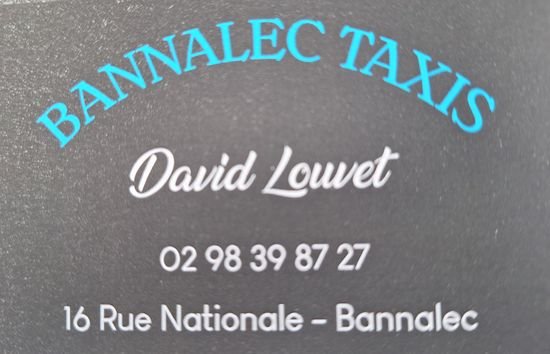 BANNALEC TAXIS
David Louvet
02 98 39 87 27
16 Rue Nationale - Bannalec